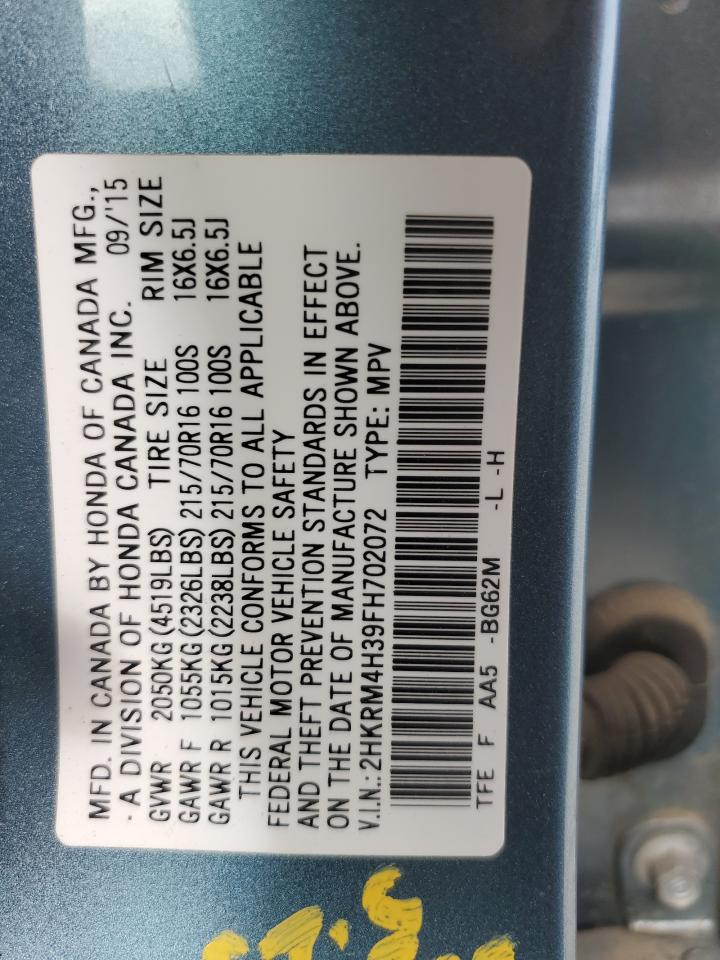 MFD. IN CANADA BY HONDA OF CANADA MFG.,
· A DIVISION OF HONDA CANADA INC. 09/'15
GVWR 2050KG(4519LBS) TIRE SIZE RIM SIZE
GAWR F 1055KG(2326LBS) 215/70R16 100S 16X6.5J
GAWR R 1015KG(2238LBS) 215/70R16 100S 16X6.5J
THIS VEHICLE CONFORMS TO ALL APPLICABLE
FEDERAL MOTOR VEHICLE SAFETY
AND THEFT PREVENTION STANDARDS IN EFFECT
ON THE DATE OF MANUFACTURE SHOWN ABOVE.
V.I.N.:2HKRM4H39FH702072 TYPE: MPV
TFE F AA5 -BG62M -L -H